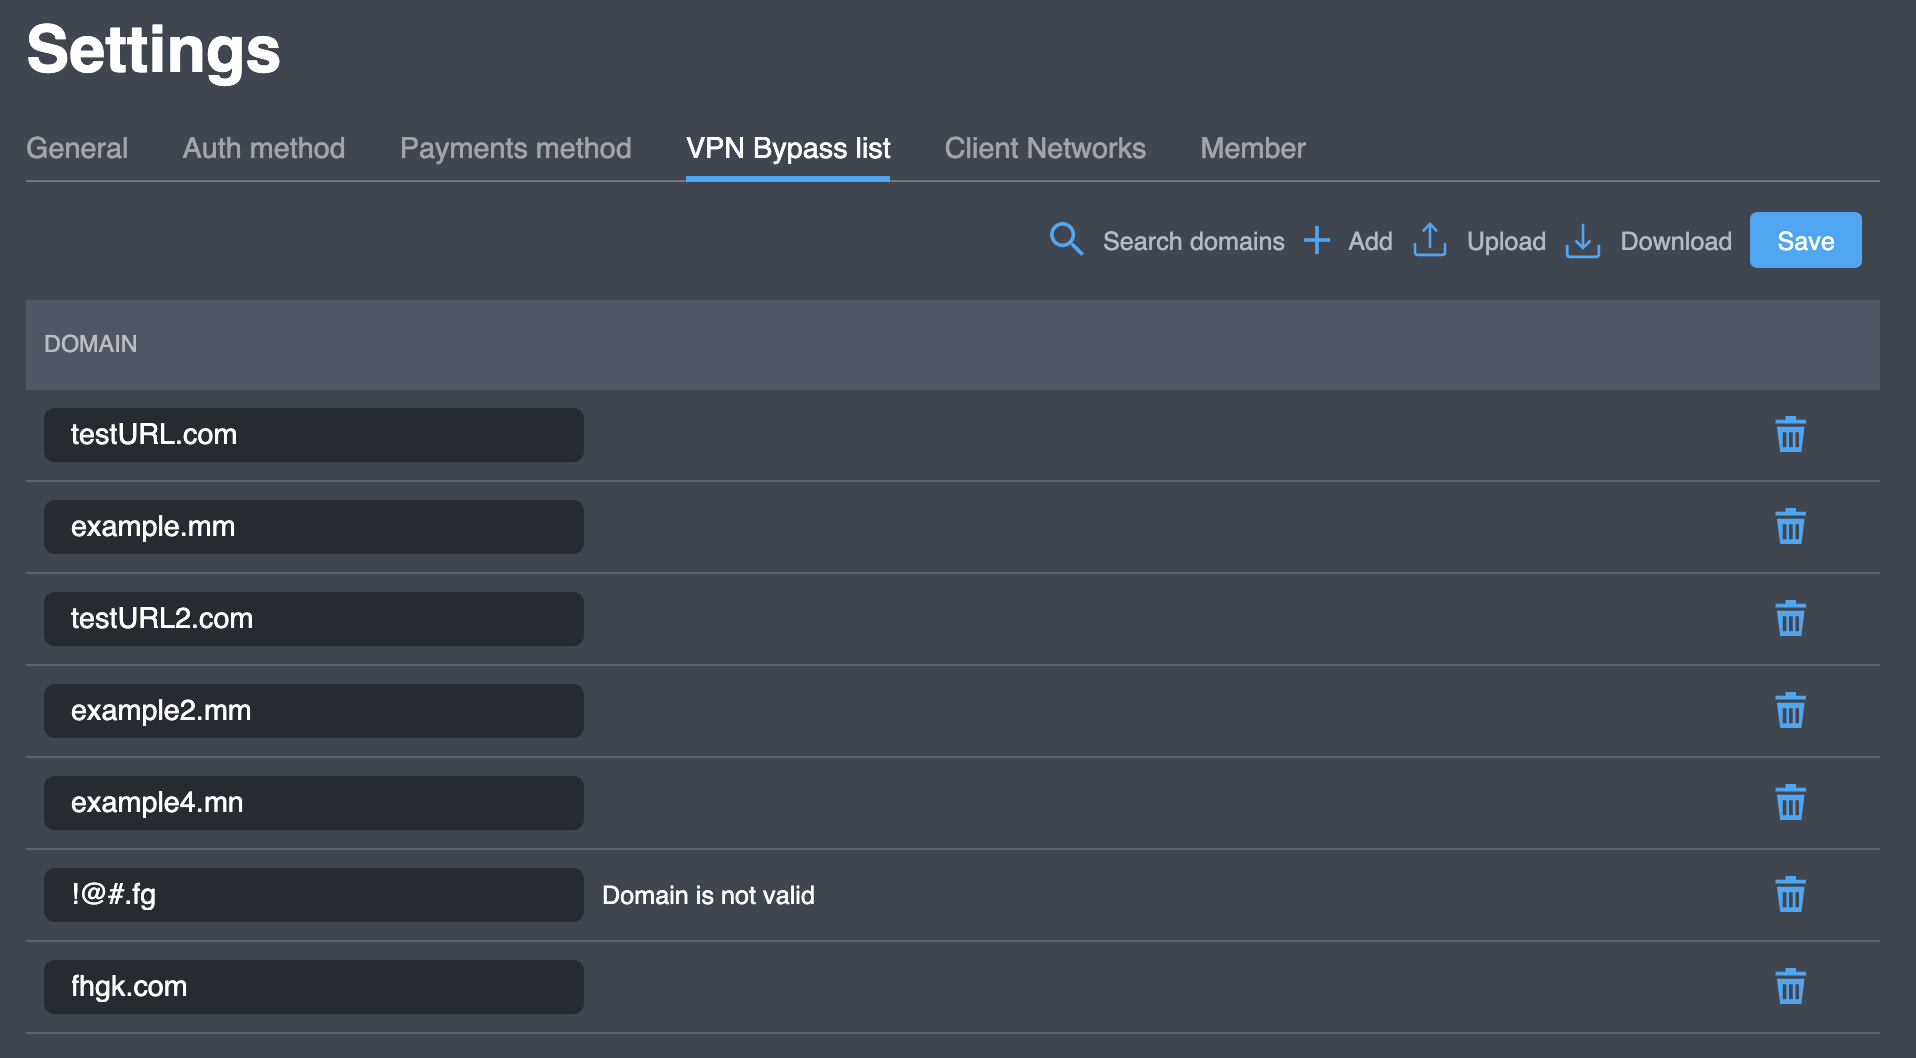 Settings
General Auth method Payments method VPN Bypass list Client Networks Member
Search domains Add Upload Download Save
DOMAIN
testURL.com
example.mm
testURL2.com
example2.mm
example4.mn
!@#.fg Domain is not valid
fhgk.com